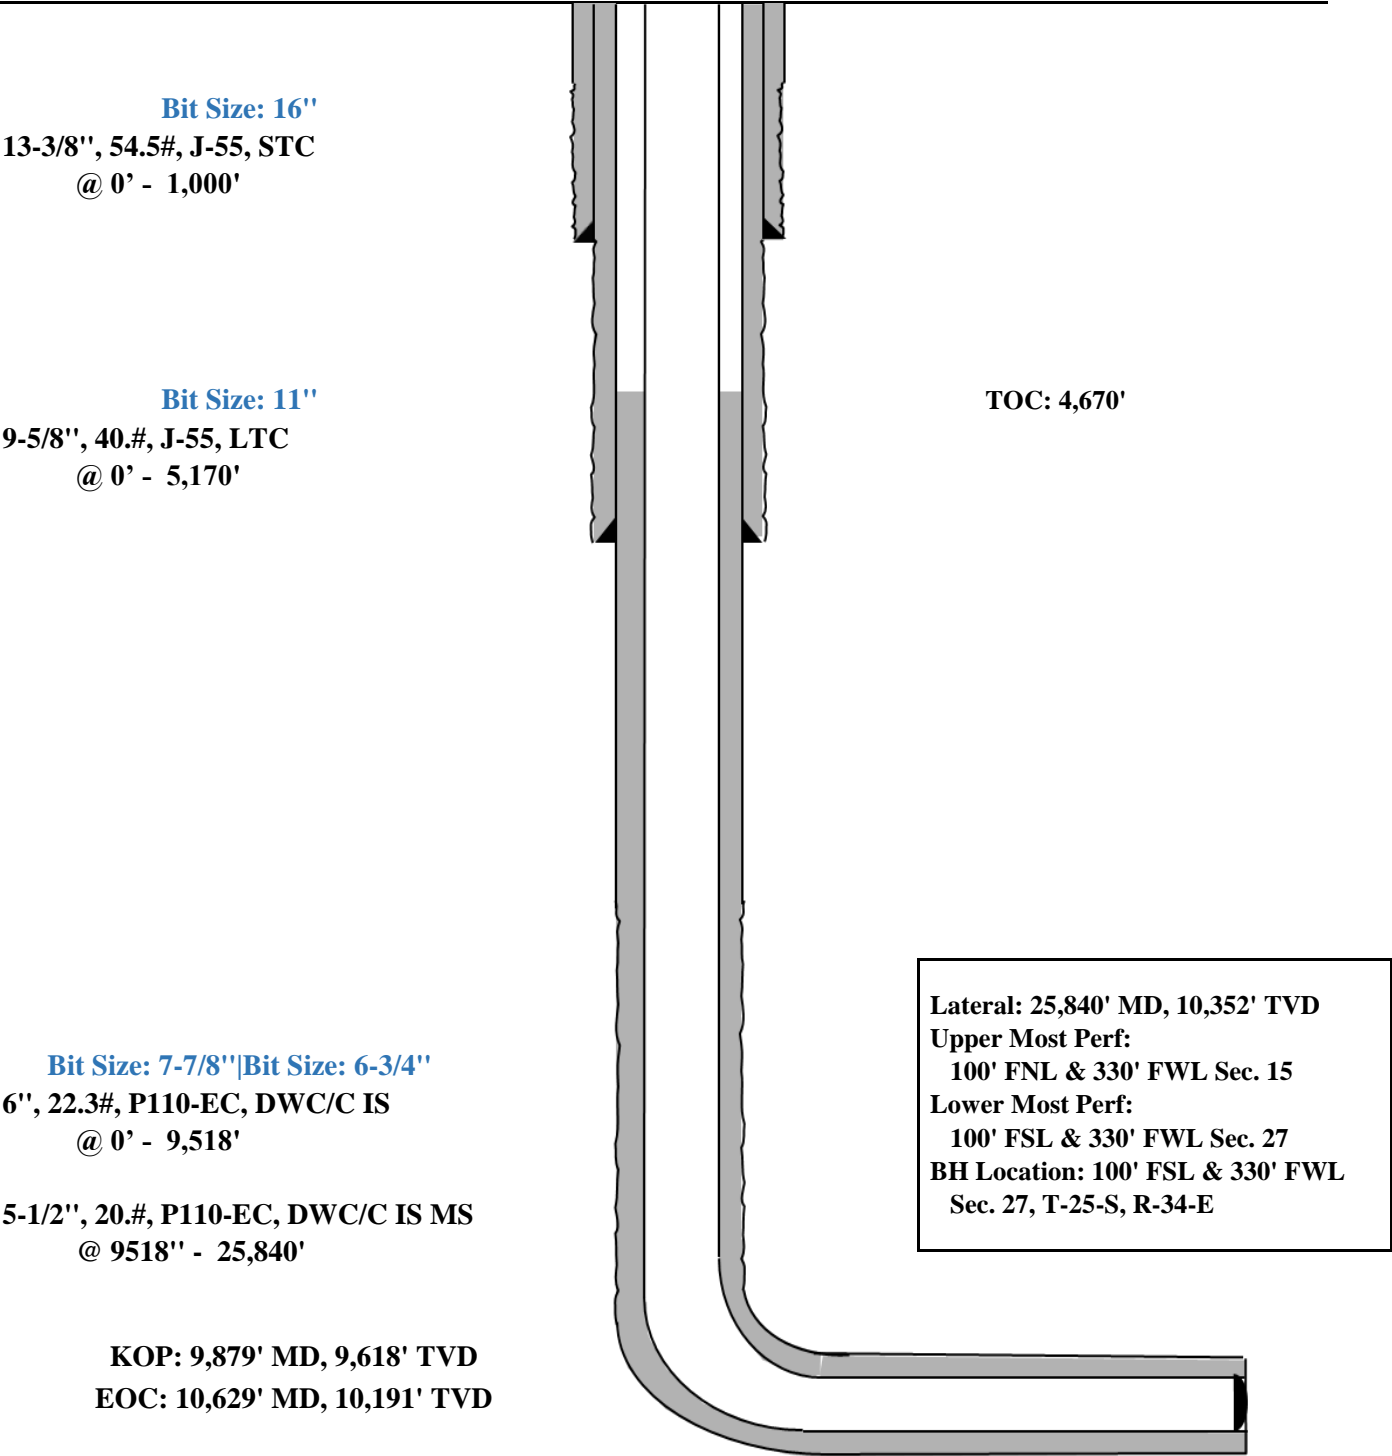 Bit Size: 16''
13-3/8'', 54.5#, J-55, STC
@ 0’ - 1,000'
Bit Size: 11''
TOC: 4,670'
9-5/8'', 40.#, J-55, LTC
@ 0’ - 5,170'
Lateral: 25,840' MD, 10,352' TVD
Upper Most Perf:
100' FNL & 330' FWL Sec. 15
Lower Most Perf:
100' FSL & 330' FWL Sec. 27
BH Location: 100' FSL & 330' FWL
Sec. 27, T-25-S, R-34-E
Bit Size: 7-7/8''|Bit Size: 6-3/4''
6'', 22.3#, P110-EC, DWC/C IS
@ 0’ - 9,518'
5-1/2'', 20.#, P110-EC, DWC/C IS MS
@ 9518'' - 25,840'
KOP: 9,879' MD, 9,618' TVD
EOC: 10,629' MD, 10,191' TVD